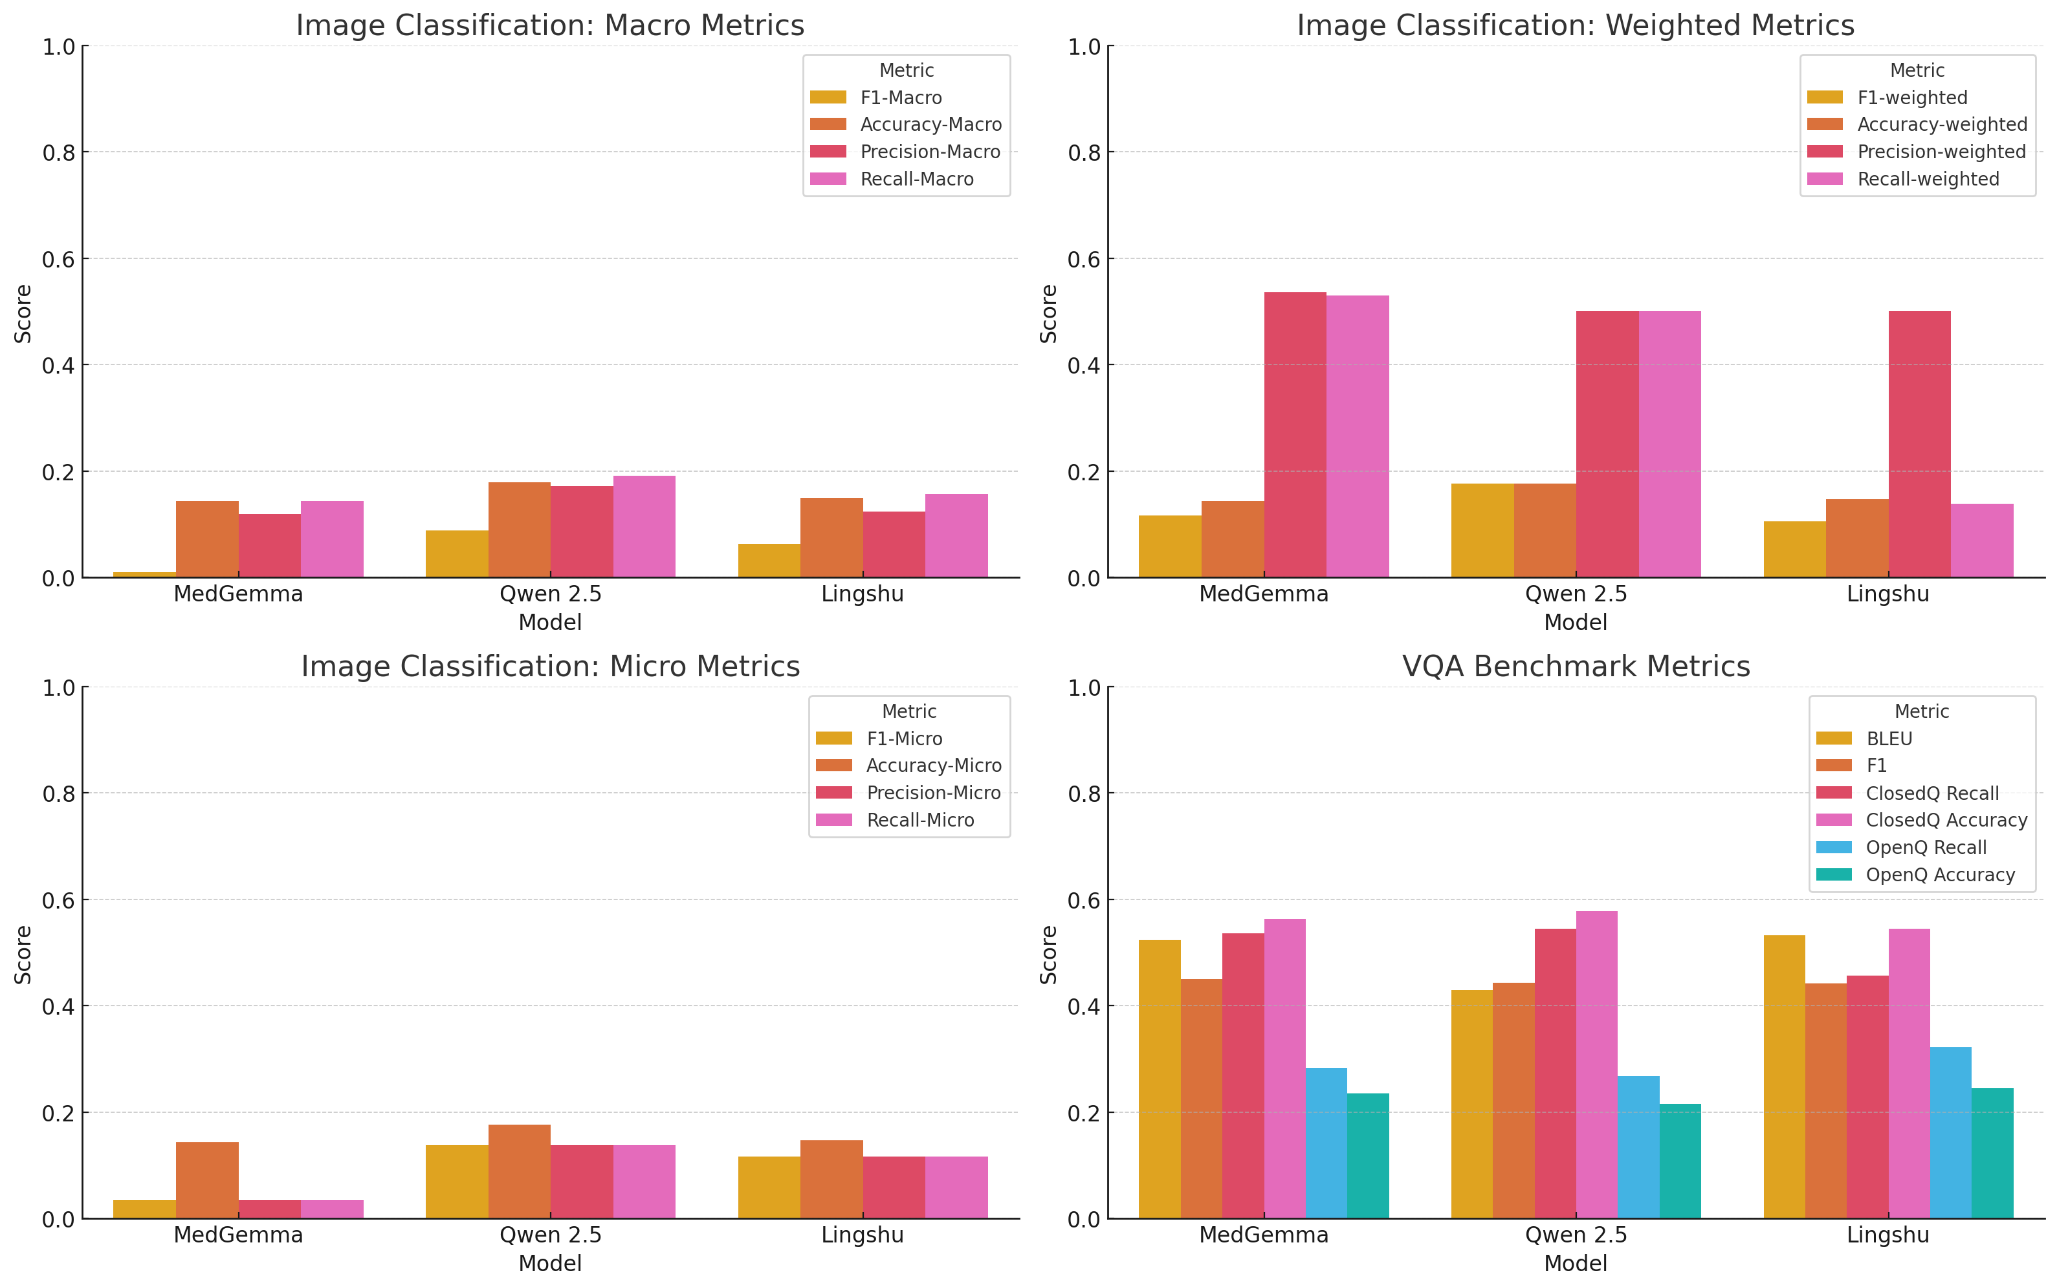 Image Classification: Macro Metrics
1.0
0.8
0.6
0.4
0.2
0.0
Score
Metric
F1-Macro
Accuracy-Macro
Precision-Macro
Recall-Macro
MedGemma
Qwen 2.5
Lingshu
Model
Image Classification: Weighted Metrics
1.0
0.8
0.6
0.4
0.2
0.0
Score
Metric
F1-weighted
Accuracy-weighted
Precision-weighted
Recall-weighted
MedGemma
Qwen 2.5
Lingshu
Model
Image Classification: Micro Metrics
1.0
0.8
0.6
0.4
0.2
0.0
Score
Metric
F1-Micro
Accuracy-Micro
Precision-Micro
Recall-Micro
MedGemma
Qwen 2.5
Lingshu
Model
VQA Benchmark Metrics
1.0
0.8
0.6
0.4
0.2
0.0
Score
Metric
BLEU
F1
ClosedQ Recall
ClosedQ Accuracy
OpenQ Recall
OpenQ Accuracy
MedGemma
Qwen 2.5
Lingshu
Model